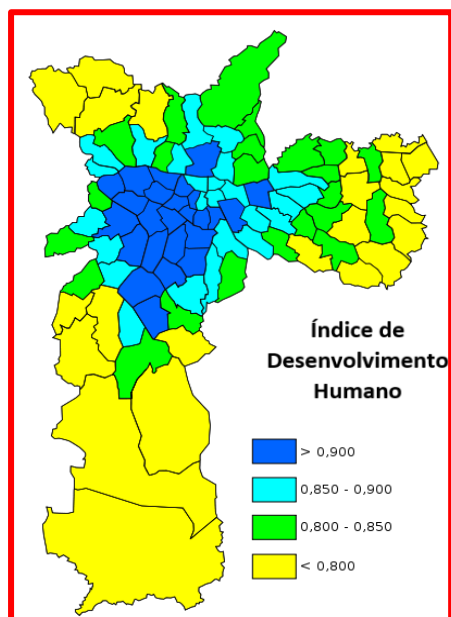 Índice de
Desenvolvimento
Humano
> 0,900
0,850 - 0,900
0,800 - 0,850
< 0,800